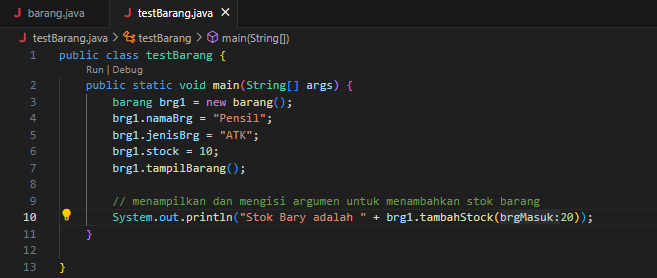 barang.java
testBarang.java
testBarang.java > testBarang > main(String[])
1 public class testBarang {
Run | Debug
2 public static void main(String[] args) {
3 barang brg1 = new barang();
4 brg1.namaBrg = "Pensil";
5 brg1.jenisBrg = "ATK";
6 brg1.stock = 10;
7 brg1.tampilBarang();
8
9 // menampilkan dan mengisi argumen untuk menambahkan stok barang
10 System.out.println("Stok Bary adalah " + brg1.tambahStock(brgMasuk:20));
11 }
12
13 }